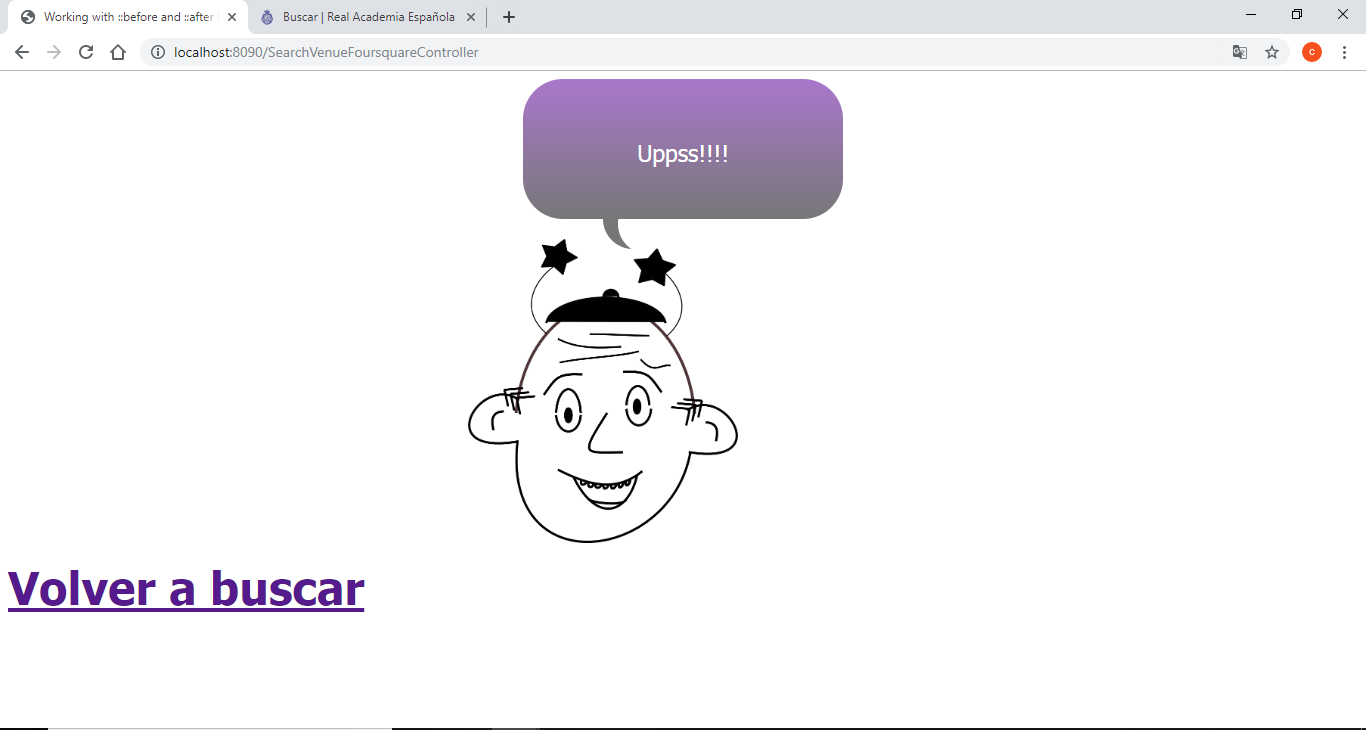 Working with ::before and ::after
Buscar | Real Academia Española
localhost:8090/SearchVenueFoursquareController
c
Uppss!!!!
Volver a buscar